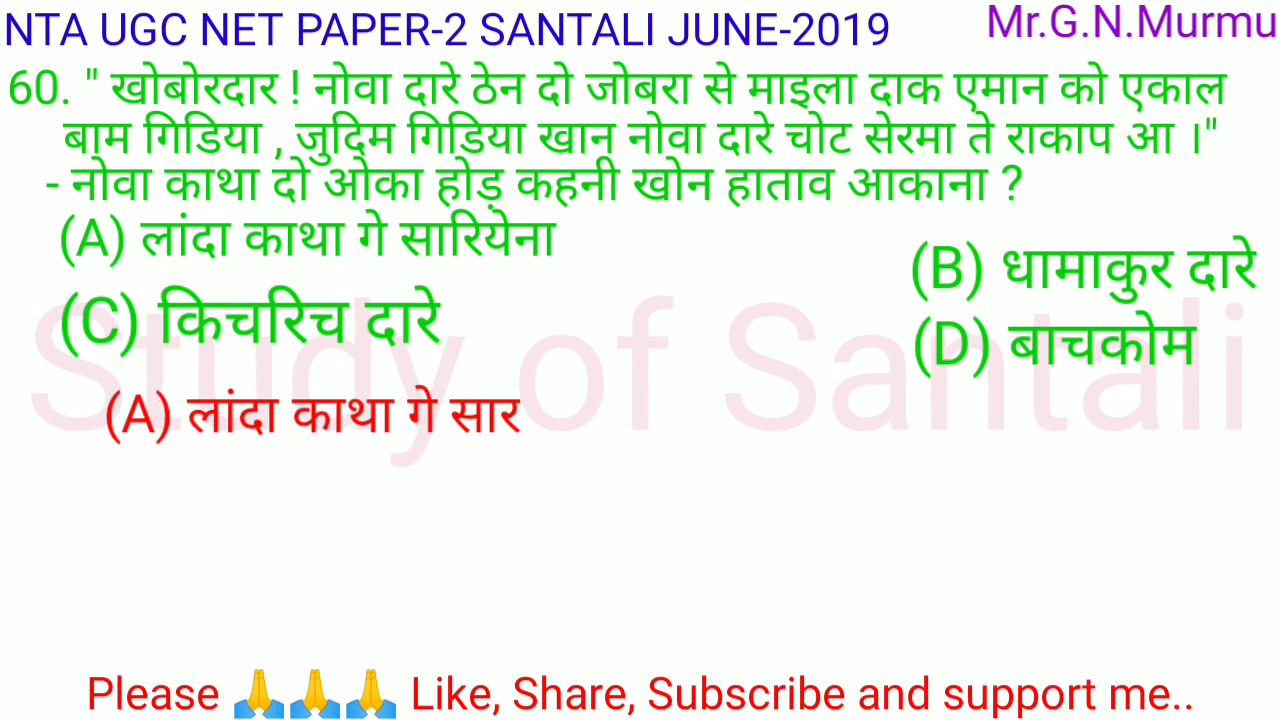 NTA UGC NET PAPER-2 SANTALI JUNE-2019 Mr.G.N.Murmu
60. " खोबोरदार ! नोवा दारे ठेन दो जोबरा से माइला दाक एमान को एकाल
बाम गिडिया , जुदिम गिडिया खान नोवा दारे चोट सेरमा ते राकाप आ ।"
- नोवा काथा दो ओका होड़ कहनी खोन हाताव आकाना ?
(A) लांदा काथा गे सारियेना
(B) धामाकुर दारे
(C) किचरिच दारे
(D) बाचकोम
Study of Santali
(A) लांदा काथा गे सार
Please 🙏🙏🙏 Like, Share, Subscribe and support me..